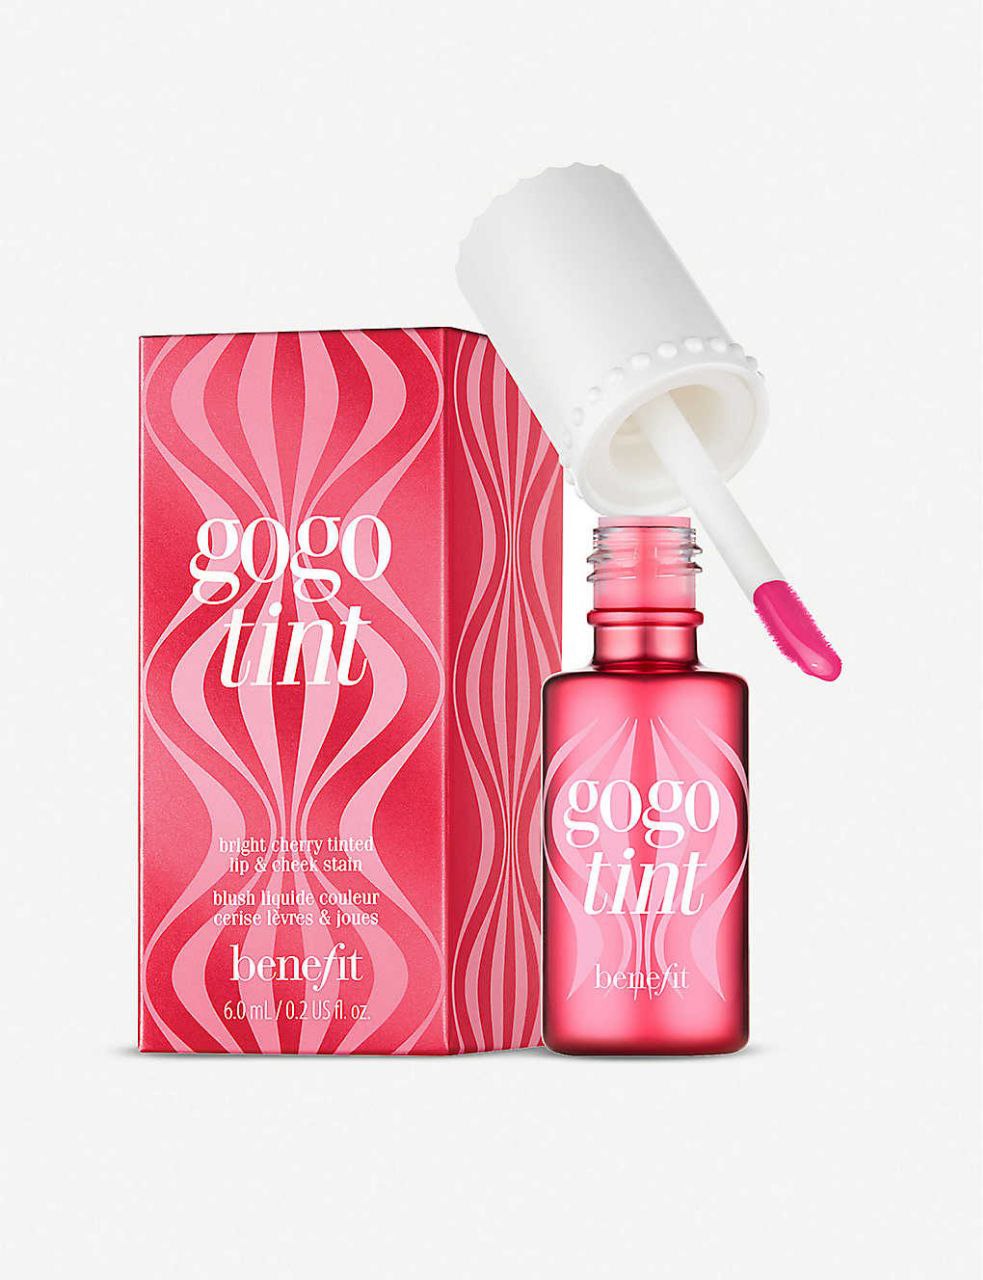 gogo
tint
bright cherry tinted
lip & cheek stain
blush liquide couleur
cerise lèvres & joues
benefit
6.0 mL / 0.2 US fl. oz.
gogo
tint
benefit